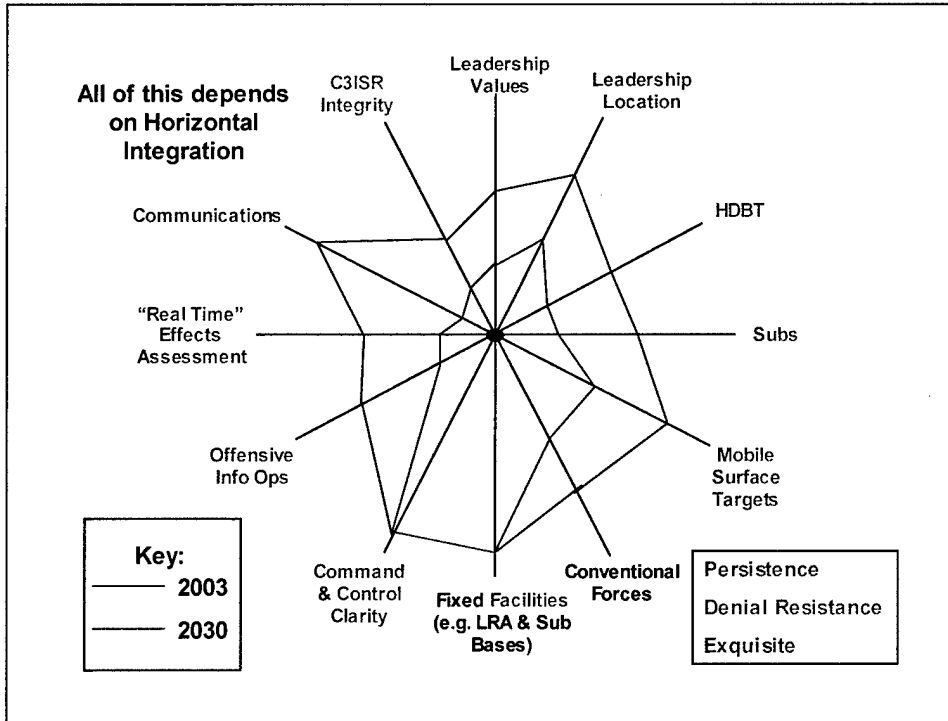 All of this depends
on Horizontal
Integration
C3ISR
Integrity
Leadership
Values
Leadership
Location
HDBT
Subs
Mobile
Surface
Targets
Conventional
Forces
Fixed Facilities
(e.g. LRA & Sub
Bases)
Command
& Control
Clarity
Offensive
Info Ops
“Real Time”
Effects
Assessment
Communications
Key:
2003
2030
Persistence
Denial Resistance
Exquisite